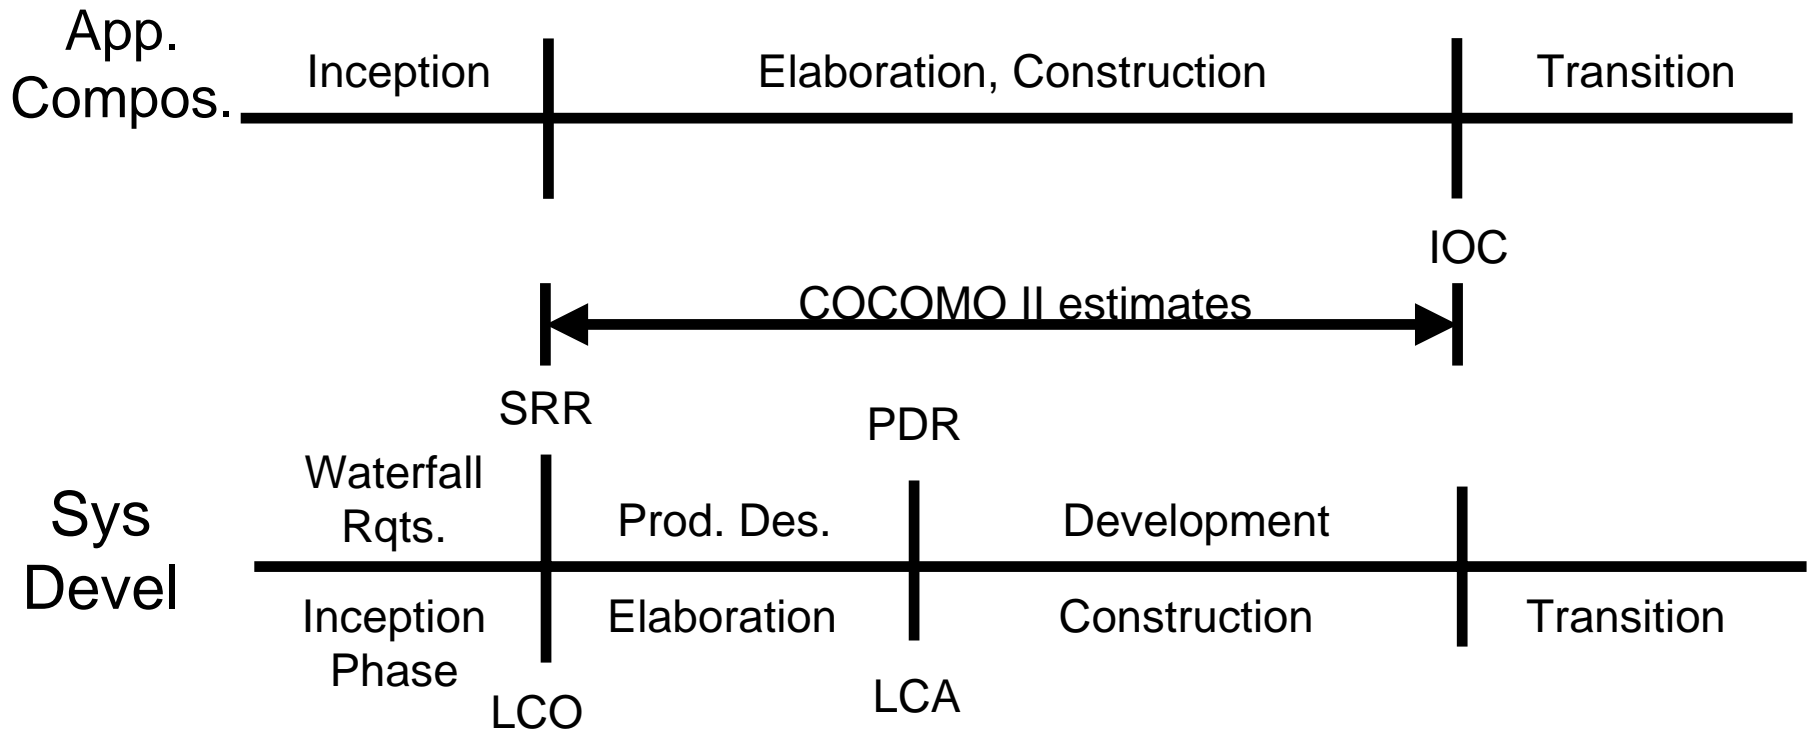 App.
Compos.
Inception
Elaboration, Construction
Transition
IOC
COCOMO II estimates
SRR
PDR
Sys
Devel
Waterfall
Rqts.
Prod. Des.
Development
Inception
Phase
Elaboration
Construction
Transition
LCO
LCA